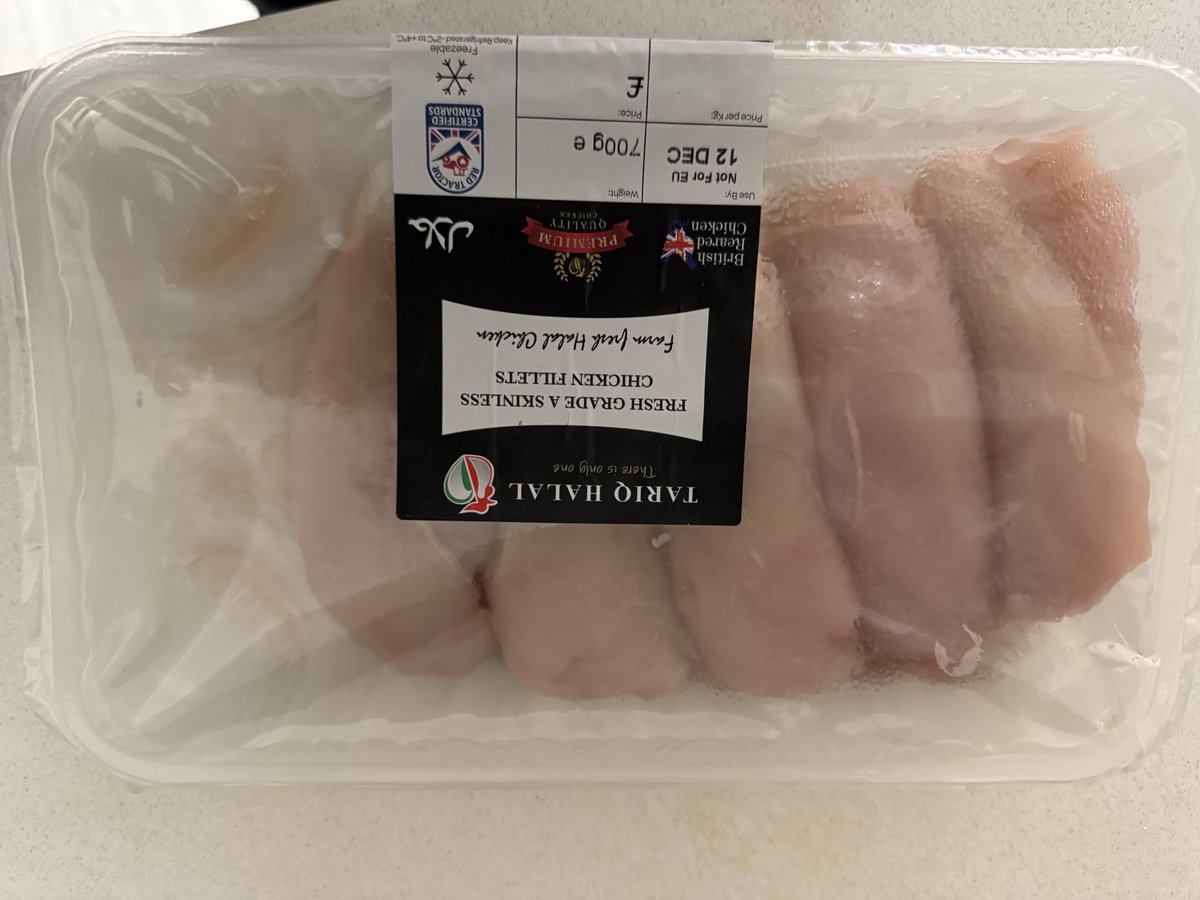 TARIQ HALAL
There is only one
FRESH GRADE A SKINLESS
CHICKEN FILLETS
Farm fresh Halal Chicken
British
Reared
Chicken
PREMIUM
QUALITY
CHICKEN
حلال
Use By:
Not For EU
12 DEC
Weight:
700g e
RED TRACTOR
CERTIFIED
STANDARDS
Price per kg:
Price:
£
Freezable
Keep Refrigerated -2°C to +4°C